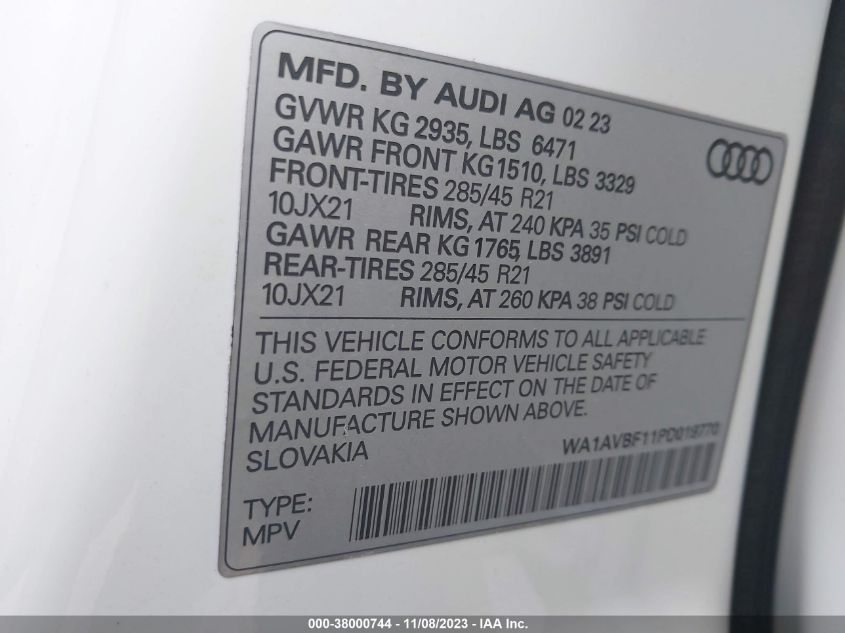 MFD. BY AUDI AG 02 23
GVWR KG 2935, LBS 6471
GAWR FRONT KG 1510, LBS 3329
FRONT-TIRES 285/45 R21
10JX21 RIMS, AT 240 KPA 35 PSI COLD
GAWR REAR KG 1765, LBS 3891
REAR-TIRES 285/45 R21
10JX21 RIMS, AT 260 KPA 38 PSI COLD
THIS VEHICLE CONFORMS TO ALL APPLICABLE
U.S. FEDERAL MOTOR VEHICLE SAFETY
STANDARDS IN EFFECT ON THE DATE OF
MANUFACTURE SHOWN ABOVE.
SLOVAKIA
WA1AVBF11PD019770
TYPE:
MPV
000-38000744 - 11/08/2023 - IAA Inc.